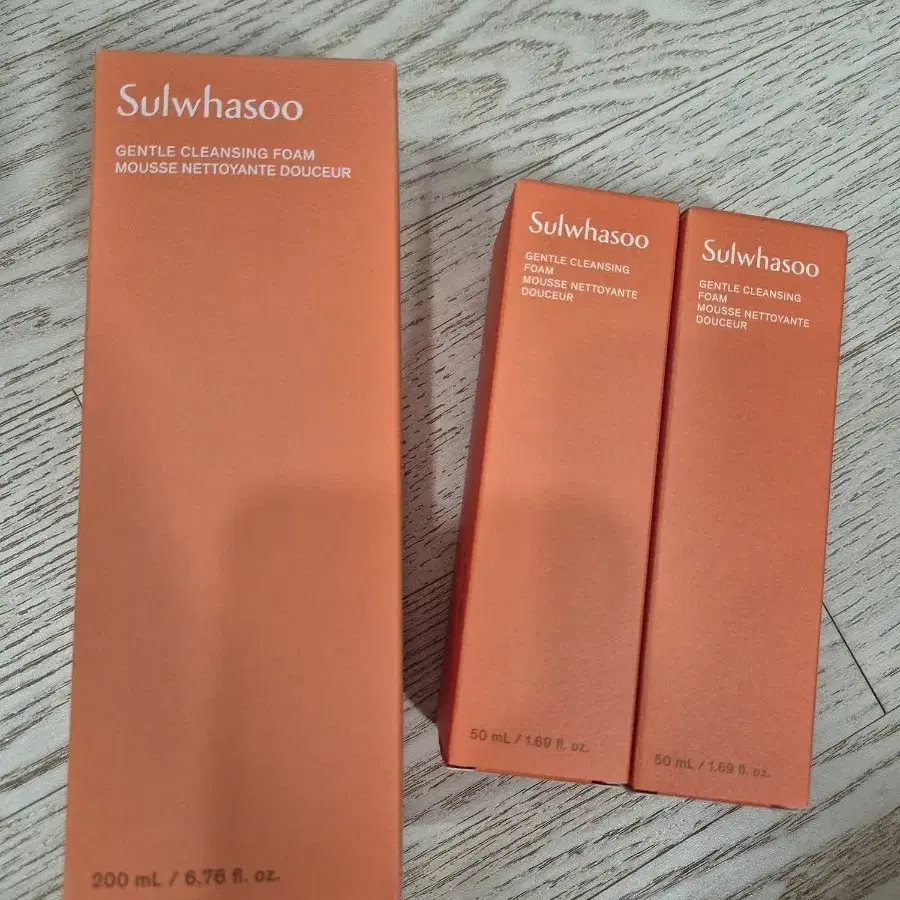 Sulwhasoo
GENTLE CLEANSING FOAM
MOUSSE NETTOYANTE DOUCEUR
200 mL / 6.76 fl. oz.
Sulwhasoo
GENTLE CLEANSING
FOAM
MOUSSE NETTOYANTE
DOUCEUR
50 mL / 1.69 fl. oz.
Sulwhasoo
GENTLE CLEANSING
FOAM
MOUSSE NETTOYANTE
DOUCEUR
50 mL / 1.69 fl. oz.